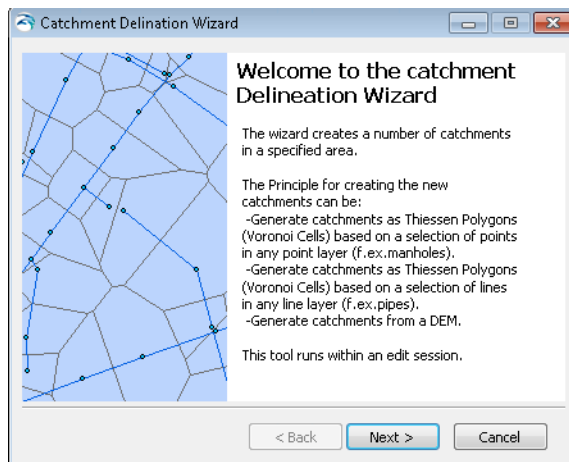 Catchment Delination Wizard
Welcome to the catchment
Delineation Wizard
The wizard creates a number of catchments
in a specified area.
The Principle for creating the new
catchments can be:
-Generate catchments as Thiessen Polygons
(Voronoi Cells) based on a selection of points
in any point layer (f.ex.manholes).
-Generate catchments as Thiessen Polygons
(Voronoi Cells) based on a selection of lines
in any line layer (f.ex.pipes).
-Generate catchments from a DEM.
This tool runs within an edit session.
< Back Next > Cancel